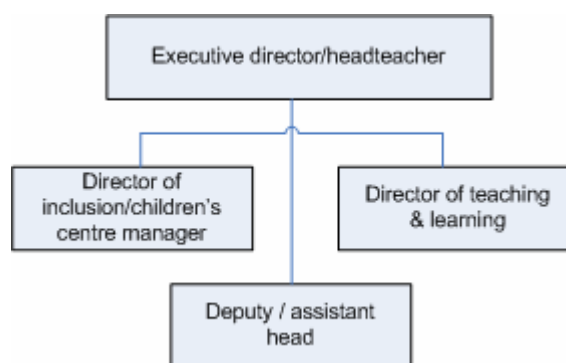 Executive director/headteacher
Director of
inclusion/children's
centre manager
Director of teaching
& learning
Deputy / assistant
head